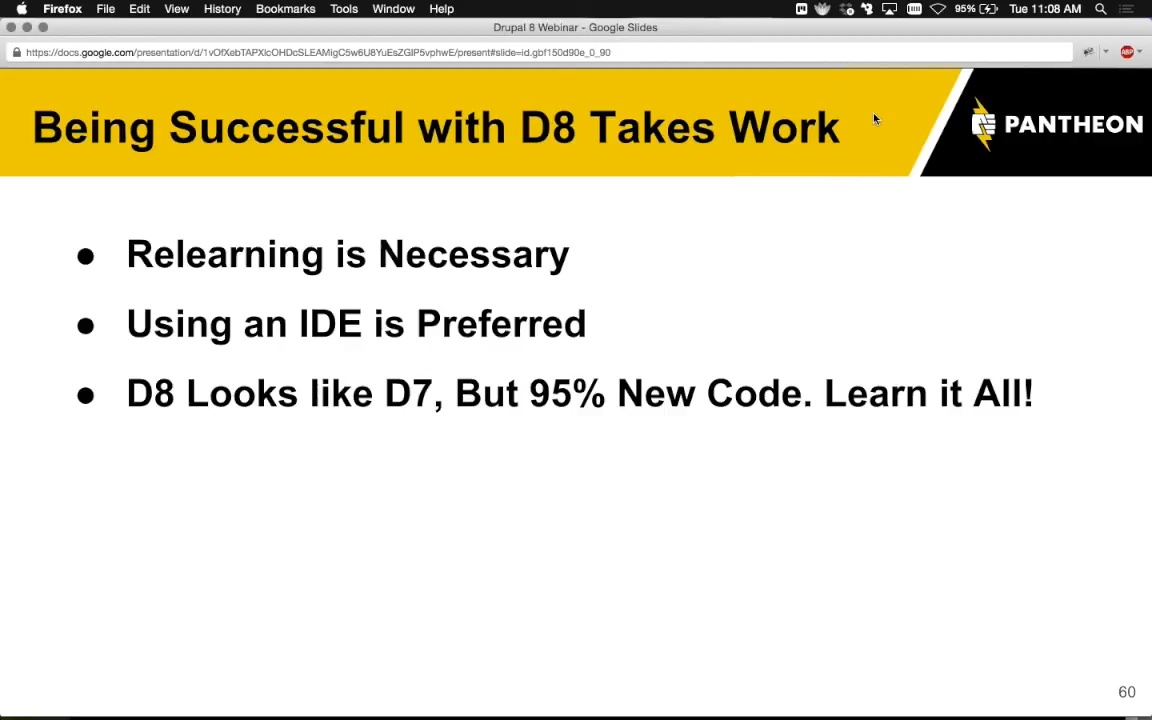 Firefox File Edit View History Bookmarks Tools Window Help 95% Tue 11:08 AM
Drupal 8 Webinar - Google Slides
ABP
Being Successful with D8 Takes Work
PANTHEON
● Relearning is Necessary
● Using an IDE is Preferred
● D8 Looks like D7, But 95% New Code. Learn it All!
60